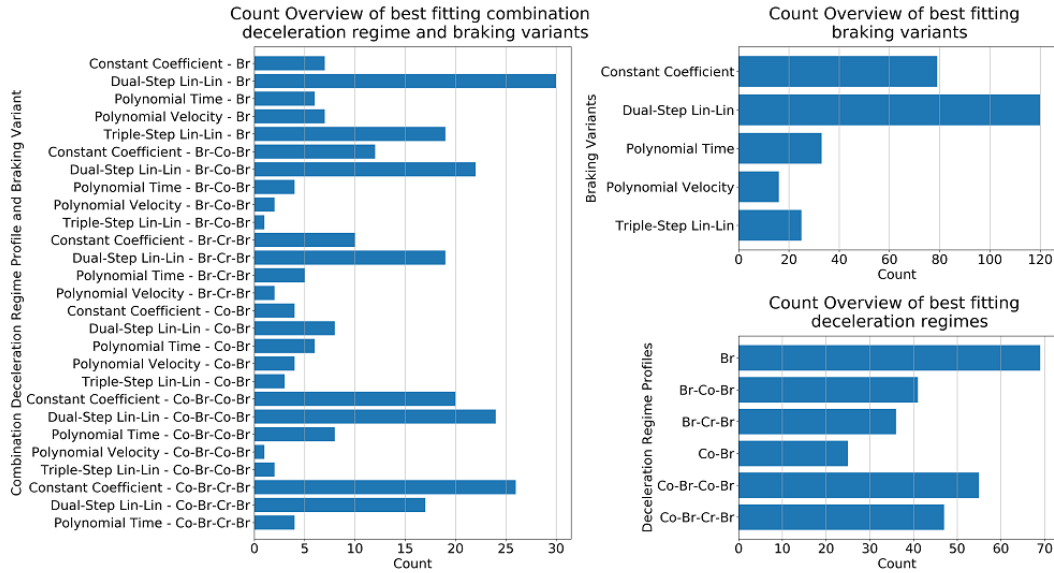 Count Overview of best fitting combination
deceleration regime and braking variants
Combination Deceleration Regime Profile and Braking Variant
Constant Coefficient - Br
Dual-Step Lin-Lin - Br
Polynomial Time - Br
Polynomial Velocity - Br
Triple-Step Lin-Lin - Br
Constant Coefficient - Br-Co-Br
Dual-Step Lin-Lin - Br-Co-Br
Polynomial Time - Br-Co-Br
Polynomial Velocity - Br-Co-Br
Triple-Step Lin-Lin - Br-Co-Br
Constant Coefficient - Br-Cr-Br
Dual-Step Lin-Lin - Br-Cr-Br
Polynomial Time - Br-Cr-Br
Polynomial Velocity - Br-Cr-Br
Constant Coefficient - Co-Br
Dual-Step Lin-Lin - Co-Br
Polynomial Time - Co-Br
Polynomial Velocity - Co-Br
Triple-Step Lin-Lin - Co-Br
Constant Coefficient - Co-Br-Co-Br
Dual-Step Lin-Lin - Co-Br-Co-Br
Polynomial Time - Co-Br-Co-Br
Polynomial Velocity - Co-Br-Co-Br
Triple-Step Lin-Lin - Co-Br-Co-Br
Constant Coefficient - Co-Br-Cr-Br
Dual-Step Lin-Lin - Co-Br-Cr-Br
Polynomial Time - Co-Br-Cr-Br
0 5 10 15 20 25 30
Count
Count Overview of best fitting
braking variants
Braking Variants
Constant Coefficient
Dual-Step Lin-Lin
Polynomial Time
Polynomial Velocity
Triple-Step Lin-Lin
0 20 40 60 80 100 120
Count
Count Overview of best fitting
deceleration regimes
Deceleration Regime Profiles
Br
Br-Co-Br
Br-Cr-Br
Co-Br
Co-Br-Co-Br
Co-Br-Cr-Br
0 10 20 30 40 50 60 70
Count